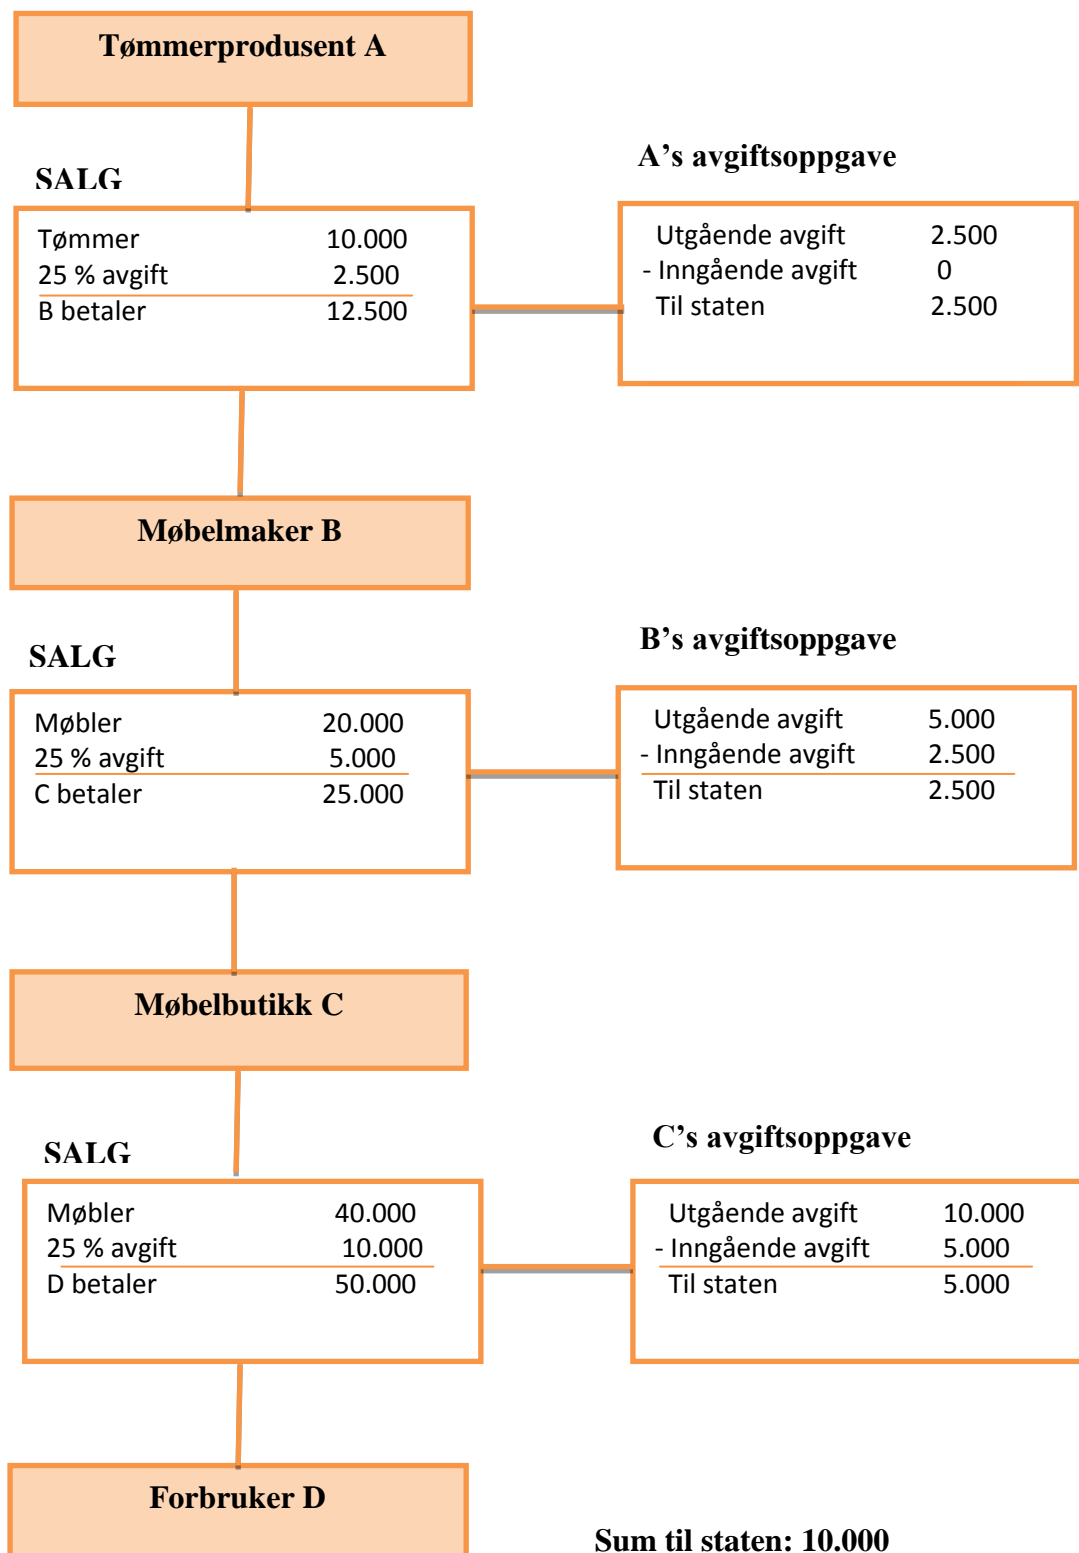 Tømmerprodusent A
A's avgiftsoppgave
SALG
Tømmer 10.000
25 % avgift 2.500
B betaler 12.500
Utgående avgift 2.500
- Inngående avgift 0
Til staten 2.500
Møbelmaker B
B's avgiftsoppgave
SALG
Møbler 20.000
25 % avgift 5.000
C betaler 25.000
Utgående avgift 5.000
- Inngående avgift 2.500
Til staten 2.500
Møbelbutikk C
C's avgiftsoppgave
SALG
Møbler 40.000
25 % avgift 10.000
D betaler 50.000
Utgående avgift 10.000
- Inngående avgift 5.000
Til staten 5.000
Forbruker D
Sum til staten: 10.000